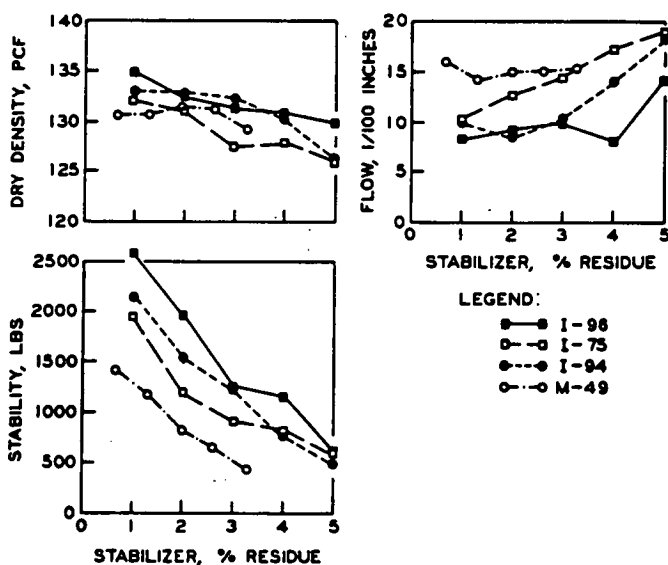 DRY DENSITY, PCF
140
135
130
125
120
FLOW, 1/100 INCHES
20
15
10
5
0
1 2 3 4 5
STABILIZER, % RESIDUE
STABILITY, LBS
2500
2000
1500
1000
500
0
0 1 2 3 4 5
STABILIZER, % RESIDUE
LEGEND:
I-96
I-75
I-94
M-49